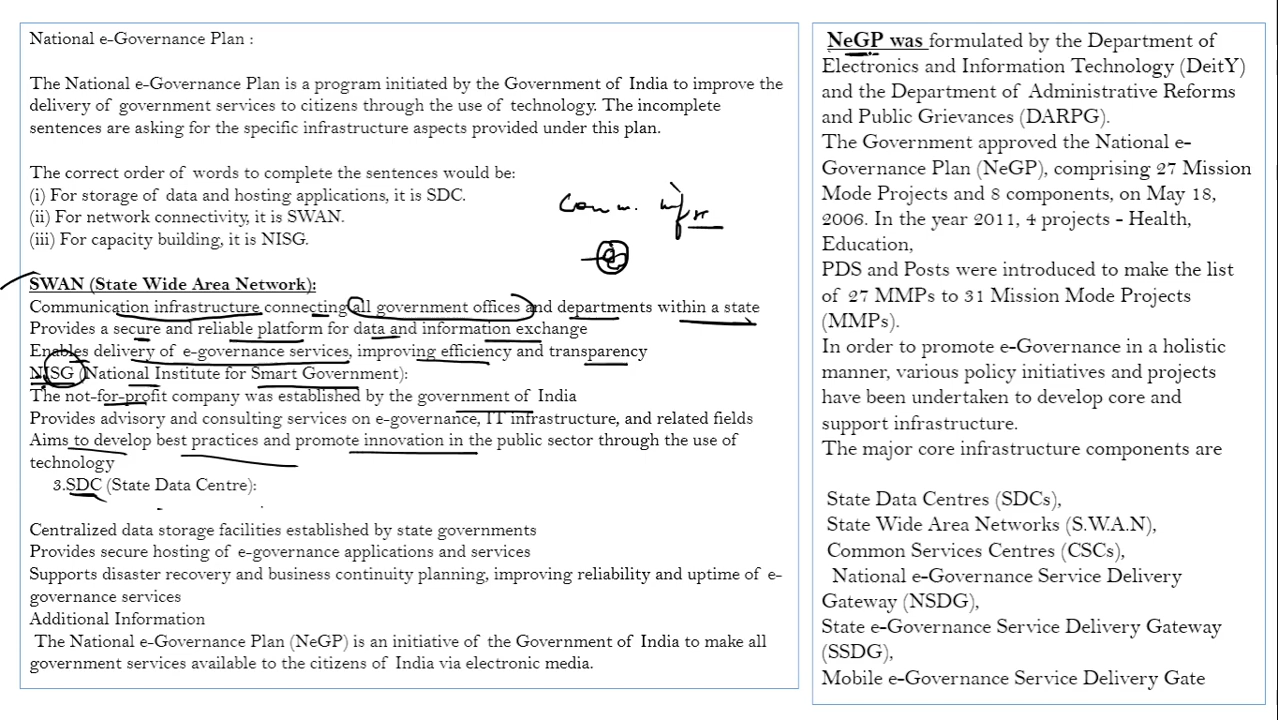 National e-Governance Plan :
The National e-Governance Plan is a program initiated by the Government of India to improve the
delivery of government services to citizens through the use of technology. The incomplete
sentences are asking for the specific infrastructure aspects provided under this plan.
The correct order of words to complete the sentences would be:
(i) For storage of data and hosting applications, it is SDC.
(ii) For network connectivity, it is SWAN.
(iii) For capacity building, it is NISG.
SWAN (State Wide Area Network):
Communication infrastructure connecting all government offices and departments within a state
Provides a secure and reliable platform for data and information exchange
Enables delivery of e-governance services, improving efficiency and transparency
NISG (National Institute for Smart Government):
The not-for-profit company was established by the government of India
Provides advisory and consulting services on e-governance, IT infrastructure, and related fields
Aims to develop best practices and promote innovation in the public sector through the use of
technology
3.SDC (State Data Centre):
Centralized data storage facilities established by state governments
Provides secure hosting of e-governance applications and services
Supports disaster recovery and business continuity planning, improving reliability and uptime of e-
governance services
Additional Information
The National e-Governance Plan (NeGP) is an initiative of the Government of India to make all
government services available to the citizens of India via electronic media.
NeGP was formulated by the Department of
Electronics and Information Technology (DeitY)
and the Department of Administrative Reforms
and Public Grievances (DARPG).
The Government approved the National e-
Governance Plan (NeGP), comprising 27 Mission
Mode Projects and 8 components, on May 18,
2006. In the year 2011, 4 projects - Health,
Education,
PDS and Posts were introduced to make the list
of 27 MMPs to 31 Mission Mode Projects
(MMPs).
In order to promote e-Governance in a holistic
manner, various policy initiatives and projects
have been undertaken to develop core and
support infrastructure.
The major core infrastructure components are
State Data Centres (SDCs),
State Wide Area Networks (S.W.A.N),
Common Services Centres (CSCs),
National e-Governance Service Delivery
Gateway (NSDG),
State e-Governance Service Delivery Gateway
(SSDG),
Mobile e-Governance Service Delivery Gate